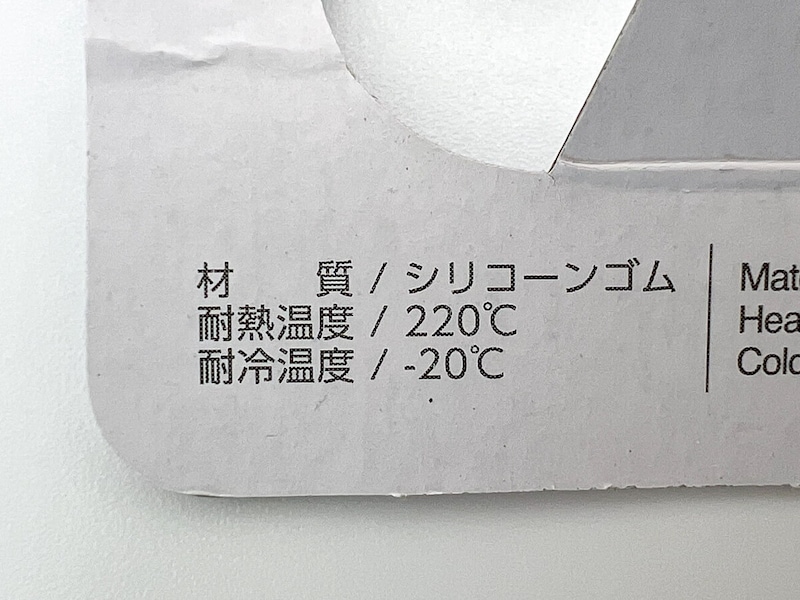 材　　質 / シリコーンゴム
耐熱温度 / 220℃
耐冷温度 / -20℃
Mat
Hea
Cold